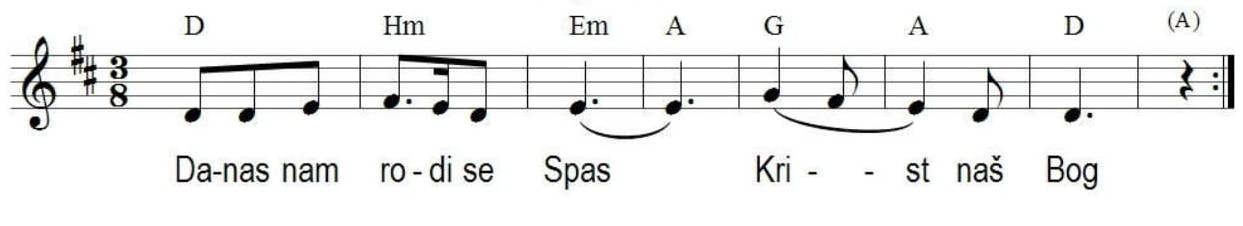 D Hm Em A G A D (A)
3
8
Da-nas nam ro - di se Spas Kri - - st naš Bog